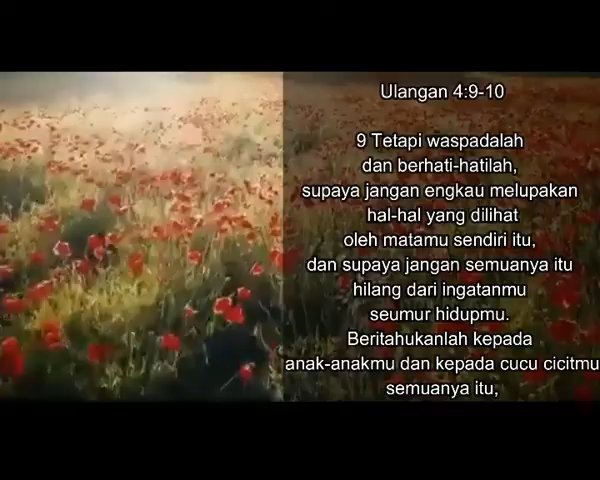 Ulangan 4:9-10
9 Tetapi waspadalah
dan berhati-hatilah,
supaya jangan engkau melupakan
hal-hal yang dilihat
oleh matamu sendiri itu,
dan supaya jangan semuanya itu
hilang dari ingatanmu
seumur hidupmu.
Beritahukanlah kepada
anak-anakmu dan kepada cucu cicitmu
semuanya itu,